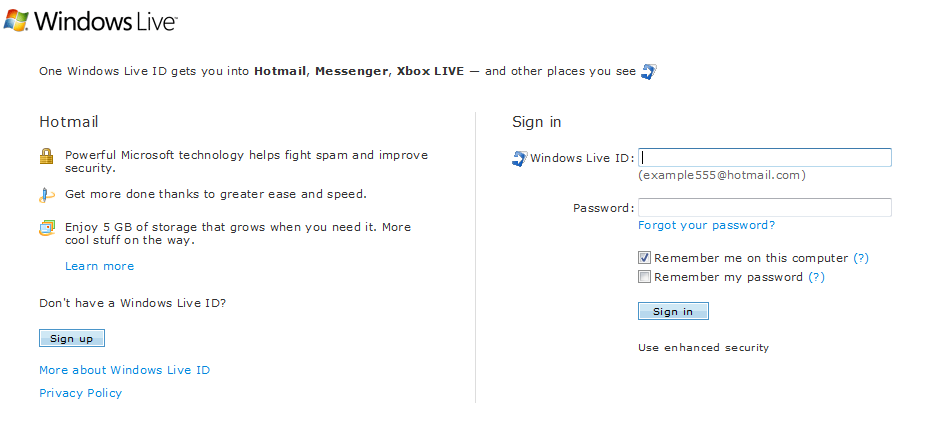 Windows Live™
One Windows Live ID gets you into Hotmail, Messenger, Xbox LIVE — and other places you see
Hotmail
Powerful Microsoft technology helps fight spam and improve
security.
Get more done thanks to greater ease and speed.
Enjoy 5 GB of storage that grows when you need it. More
cool stuff on the way.
Learn more
Don't have a Windows Live ID?
Sign up
More about Windows Live ID
Privacy Policy
Sign in
Windows Live ID:
(example555@hotmail.com)
Password:
Forgot your password?
Remember me on this computer (?)
Remember my password (?)
Sign in
Use enhanced security